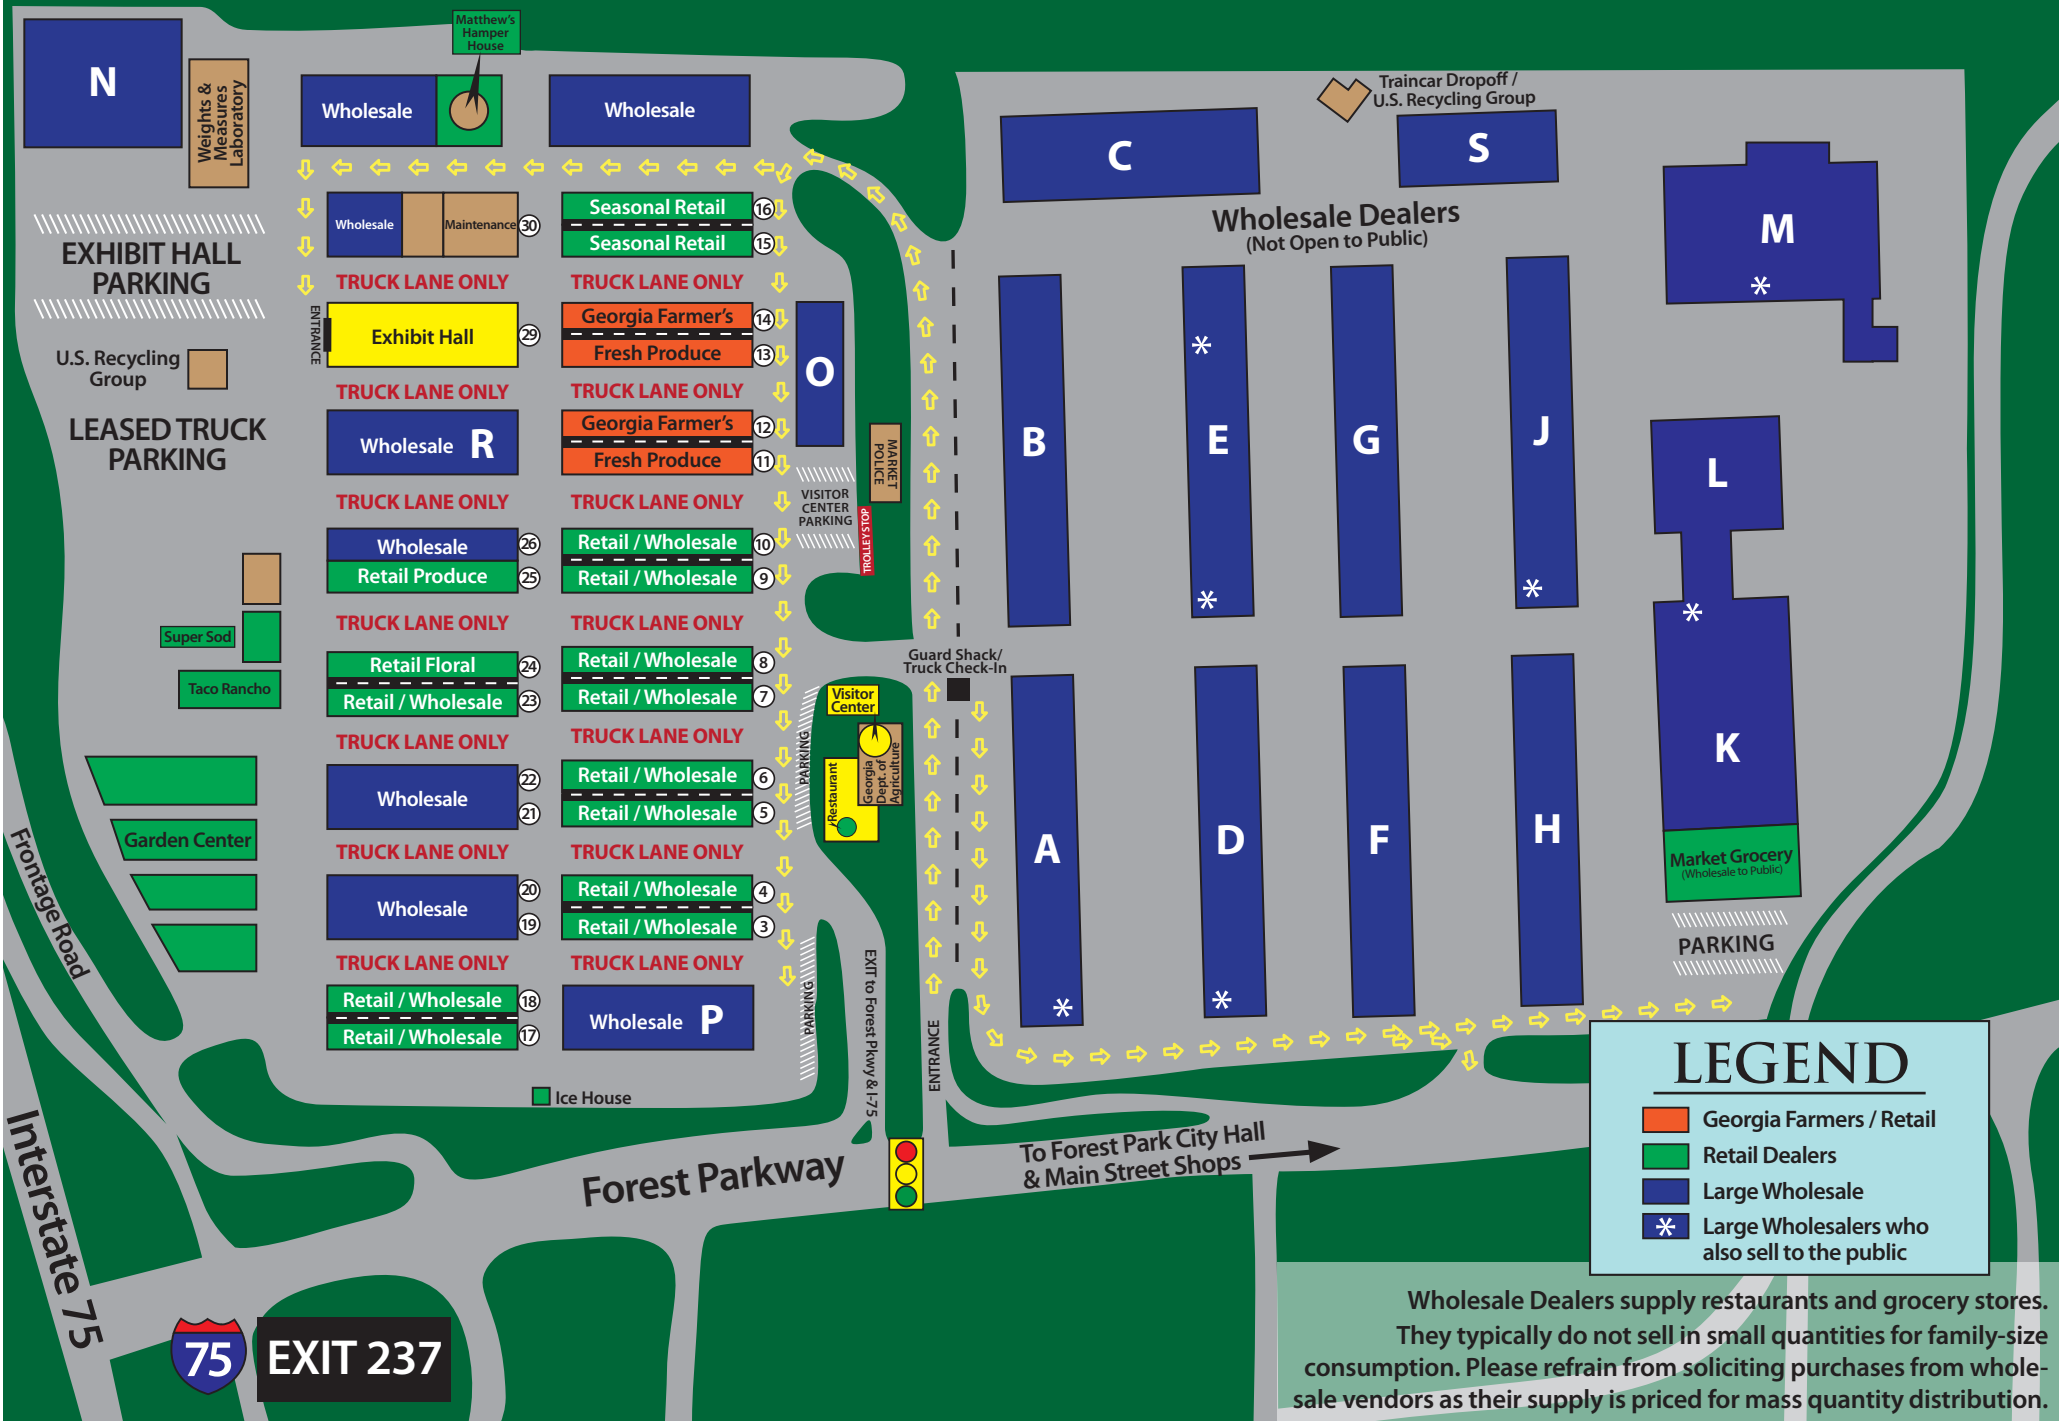 N
Weights &
Measures
Laboratory
Matthew's
Hamper
House
Wholesale
Wholesale
Traincar Dropoff /
U.S. Recycling Group
C
S
M
*
Wholesale Dealers
(Not Open to Public)
EXHIBIT HALL
PARKING
Wholesale
Maintenance
30
Seasonal Retail
16
Seasonal Retail
15
TRUCK LANE ONLY
TRUCK LANE ONLY
ENTRANCE
Exhibit Hall
29
Georgia Farmer's
14
Fresh Produce
13
O
U.S. Recycling
Group
TRUCK LANE ONLY
TRUCK LANE ONLY
LEASED TRUCK
PARKING
Wholesale R
Georgia Farmer's
12
Fresh Produce
11
MARKET
POLICE
TRUCK LANE ONLY
TRUCK LANE ONLY
VISITOR
CENTER
PARKING
TROLLEY STOP
B
E
*
*
G
J
*
L
Wholesale
26
Retail Produce
25
Retail / Wholesale
10
Retail / Wholesale
9
TRUCK LANE ONLY
TRUCK LANE ONLY
Super Sod
Taco Rancho
Retail Floral
24
Retail / Wholesale
23
Retail / Wholesale
8
Retail / Wholesale
7
Guard Shack/
Truck Check-In
TRUCK LANE ONLY
TRUCK LANE ONLY
PARKING
Visitor
Center
Restaurant
Georgia
Dept. of
Agriculture
Wholesale
22
21
Retail / Wholesale
6
Retail / Wholesale
5
Garden Center
TRUCK LANE ONLY
TRUCK LANE ONLY
A
*
D
*
F
H
*
K
Market Grocery
(Wholesale to Public)
PARKING
Wholesale
20
19
Retail / Wholesale
4
Retail / Wholesale
3
TRUCK LANE ONLY
TRUCK LANE ONLY
Retail / Wholesale
18
Retail / Wholesale
17
Wholesale P
PARKING
EXIT to Forest Pkwy & I-75
ENTRANCE
Ice House
Frontage Road
Interstate 75
Forest Parkway
To Forest Park City Hall
& Main Street Shops
75
EXIT 237
LEGEND
Georgia Farmers / Retail
Retail Dealers
Large Wholesale
* Large Wholesalers who
also sell to the public
Wholesale Dealers supply restaurants and grocery stores.
They typically do not sell in small quantities for family-size
consumption. Please refrain from soliciting purchases from whole-
sale vendors as their supply is priced for mass quantity distribution.